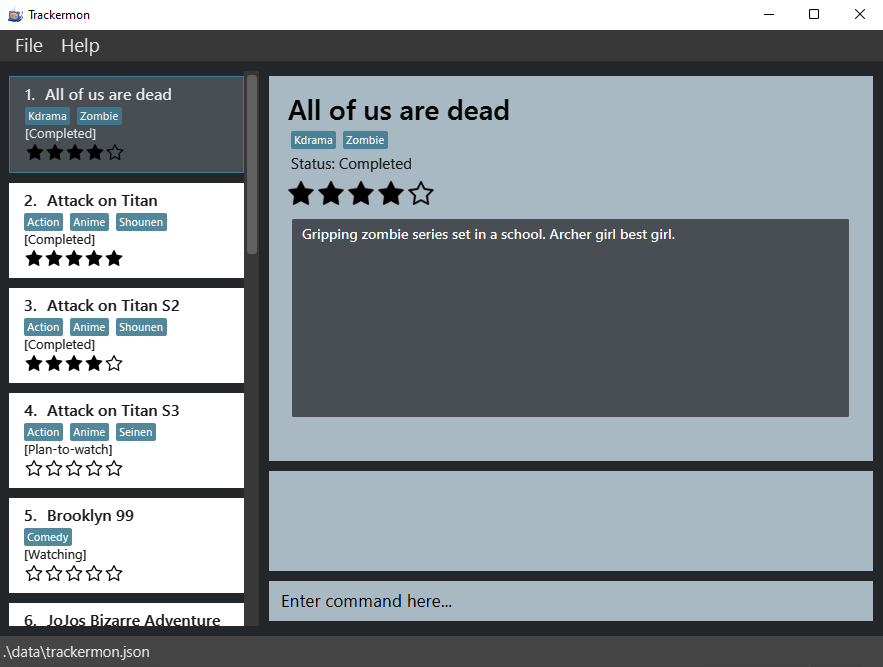 Trackermon
File Help
1. All of us are dead
Kdrama Zombie
[Completed]
2. Attack on Titan
Action Anime Shounen
[Completed]
3. Attack on Titan S2
Action Anime Shounen
[Completed]
4. Attack on Titan S3
Action Anime Seinen
[Plan-to-watch]
5. Brooklyn 99
Comedy
[Watching]
6. JoJos Bizarre Adventure
All of us are dead
Kdrama Zombie
Status: Completed
Gripping zombie series set in a school. Archer girl best girl.
Enter command here...
.\data\trackermon.json